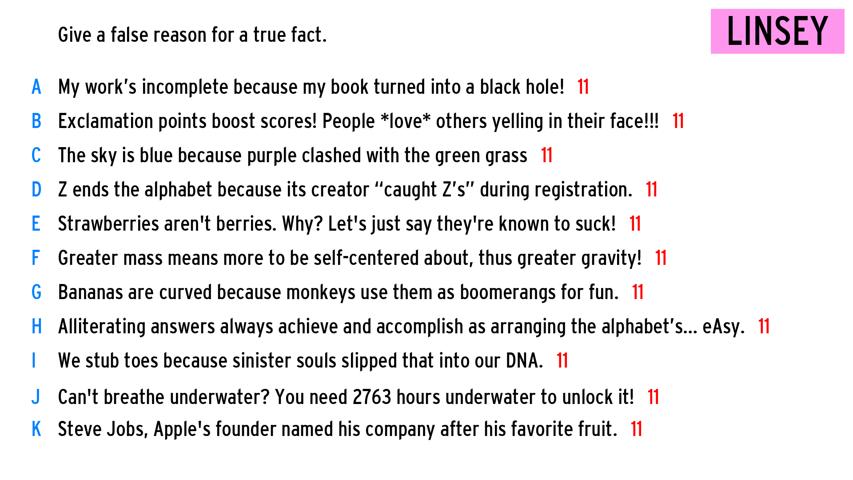 Give a false reason for a true fact.
LINSEY
A My work's incomplete because my book turned into a black hole! 11
B Exclamation points boost scores! People *love* others yelling in their face!!! 11
C The sky is blue because purple clashed with the green grass 11
D Z ends the alphabet because its creator “caught Z’s” during registration. 11
E Strawberries aren't berries. Why? Let's just say they're known to suck! 11
F Greater mass means more to be self-centered about, thus greater gravity! 11
G Bananas are curved because monkeys use them as boomerangs for fun. 11
H Alliterating answers always achieve and accomplish as arranging the alphabet’s... eAsy. 11
I We stub toes because sinister souls slipped that into our DNA. 11
J Can't breathe underwater? You need 2763 hours underwater to unlock it! 11
K Steve Jobs, Apple's founder named his company after his favorite fruit. 11